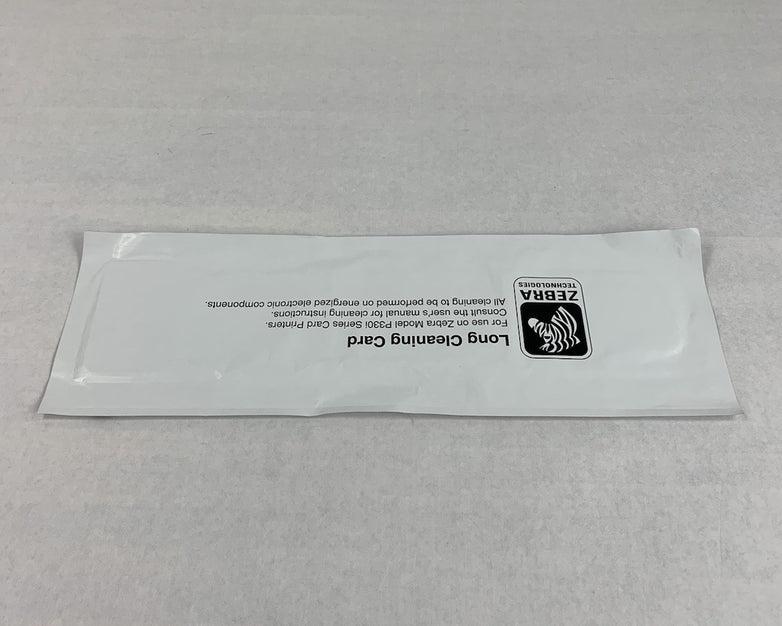 ZEBRA
TECHNOLOGIES
Long Cleaning Card
For use on Zebra Model P330i Series Card Printers.
Consult the user's manual for cleaning instructions.
All cleaning to be performed on energized electronic components.